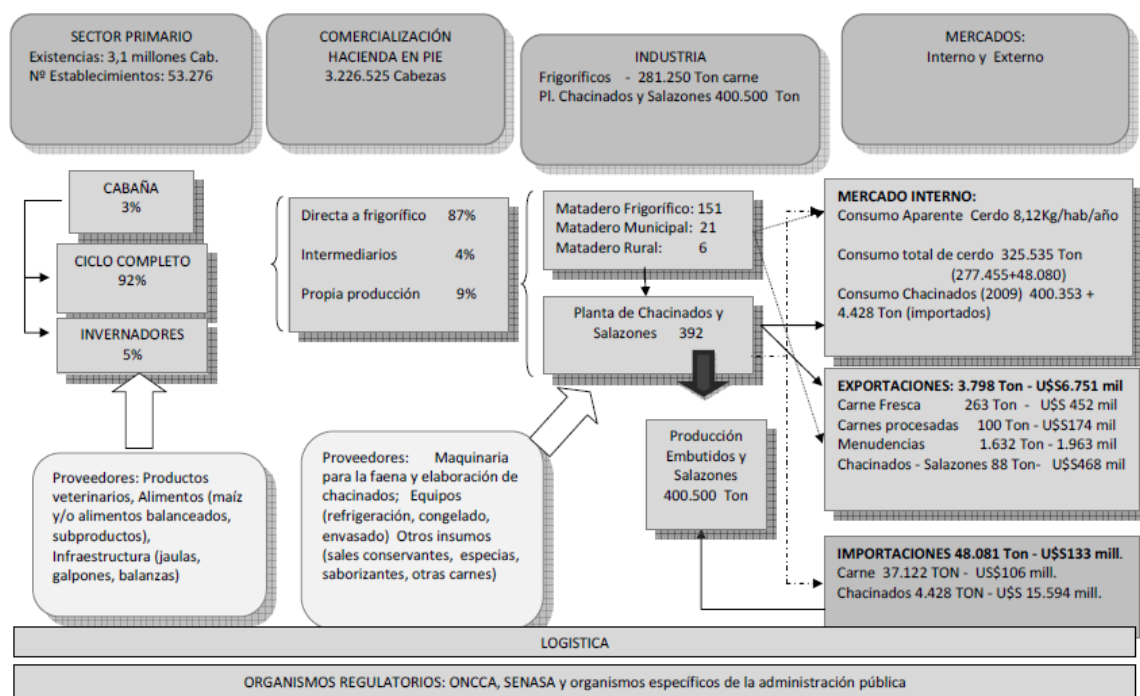 SECTOR PRIMARIO
Existencias: 3,1 millones Cab.
Nº Establecimientos: 53.276
COMERCIALIZACIÓN
HACIENDA EN PIE
3.226.525 Cabezas
INDUSTRIA
Frigoríficos - 281.250 Ton carne
Pl. Chacinados y Salazones 400.500 Ton
MERCADOS:
Interno y Externo
CABAÑA
3%
CICLO COMPLETO
92%
INVERNADORES
5%
Directa a frigorífico 87%
Intermediarios 4%
Propia producción 9%
Matadero Frigorífico: 151
Matadero Municipal: 21
Matadero Rural: 6
Planta de Chacinados y
Salazones 392
MERCADO INTERNO:
Consumo Aparente Cerdo 8,12Kg/hab/año
Consumo total de cerdo 325.535 Ton
(277.455+48.080)
Consumo Chacinados (2009) 400.353 +
4.428 Ton (importados)
EXPORTACIONES: 3.798 Ton - U$S6.751 mil
Carne Fresca 263 Ton - U$S 452 mil
Carnes procesadas 100 Ton - U$S174 mil
Menudencias 1.632 Ton - 1.963 mil
Chacinados - Salazones 88 Ton- U$S468 mil
Proveedores: Productos
veterinarios, Alimentos (maíz
y/o alimentos balanceados,
subproductos),
Infraestructura (jaulas,
galpones, balanzas)
Proveedores: Maquinaria
para la faena y elaboración de
chacinados; Equipos
(refrigeración, congelado,
envasado) Otros insumos
(sales conservantes, especias,
saborizantes, otras carnes)
Producción
Embutidos y
Salazones
400.500 Ton
IMPORTACIONES 48.081 Ton - U$S133 mill.
Carne 37.122 TON - US$106 mill.
Chacinados 4.428 TON - U$S 15.594 mill.
LOGISTICA
ORGANISMOS REGULATORIOS: ONCCA, SENASA y organismos específicos de la administración pública